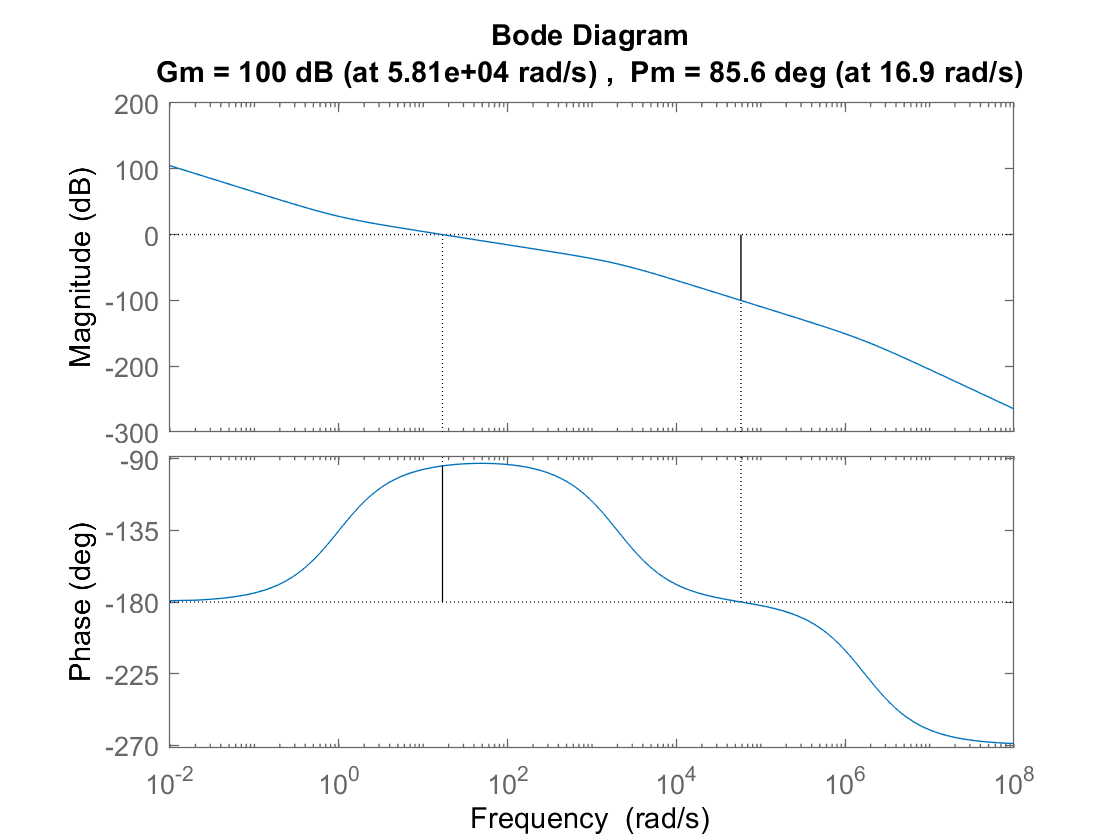 Bode Diagram
Gm = 100 dB (at 5.81e+04 rad/s) ,  Pm = 85.6 deg (at 16.9 rad/s)
200
100
0
-100
-200
-300
Magnitude (dB)
-90
-135
-180
-225
-270
Phase (deg)
10^-2 10^0 10^2 10^4 10^6 10^8
Frequency  (rad/s)